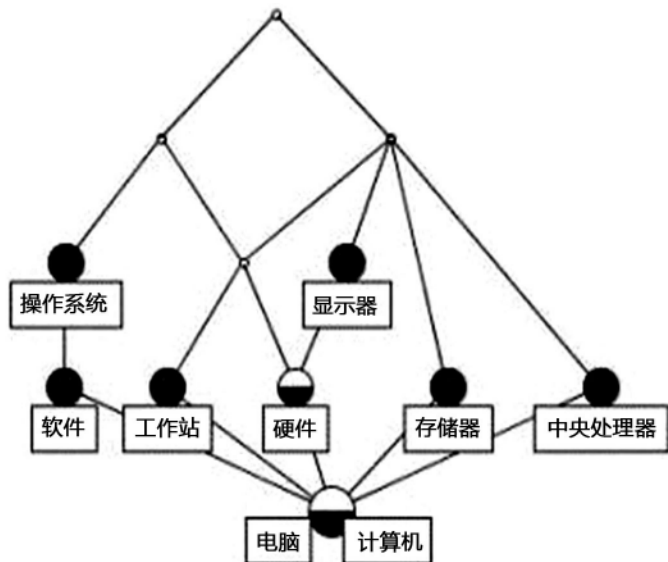 操作系统
显示器
软件
工作站
硬件
存储器
中央处理器
电脑
计算机